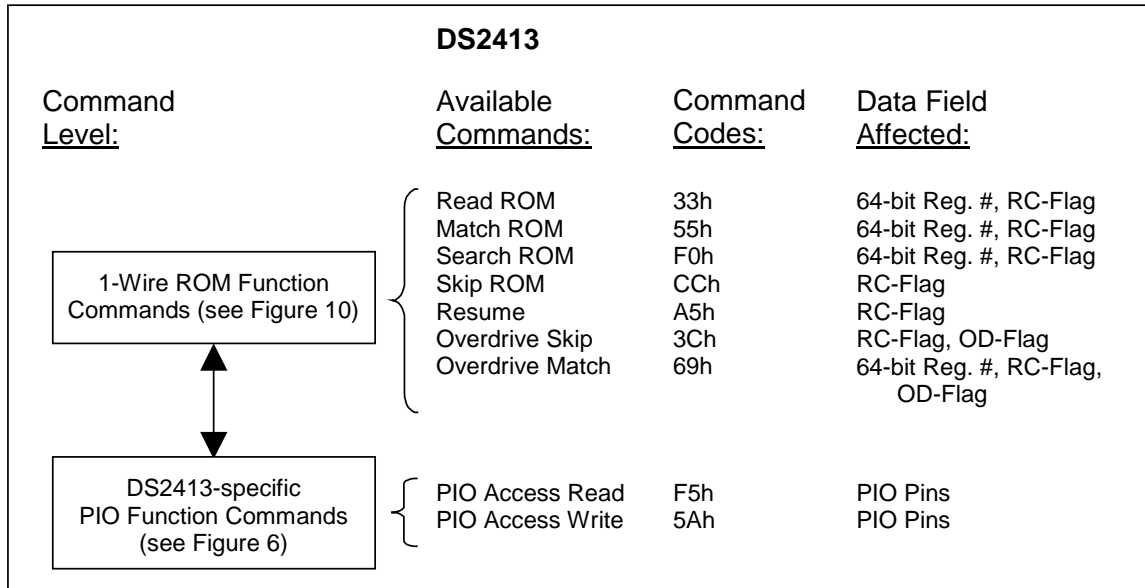 DS2413
Command Level:
Available Commands:
Command Codes:
Data Field Affected:
1-Wire ROM Function
Commands (see Figure 10)
Read ROM 33h 64-bit Reg. #, RC-Flag
Match ROM 55h 64-bit Reg. #, RC-Flag
Search ROM F0h 64-bit Reg. #, RC-Flag
Skip ROM CCh RC-Flag
Resume A5h RC-Flag
Overdrive Skip 3Ch RC-Flag, OD-Flag
Overdrive Match 69h 64-bit Reg. #, RC-Flag,
OD-Flag
DS2413-specific
PIO Function Commands
(see Figure 6)
PIO Access Read F5h PIO Pins
PIO Access Write 5Ah PIO Pins